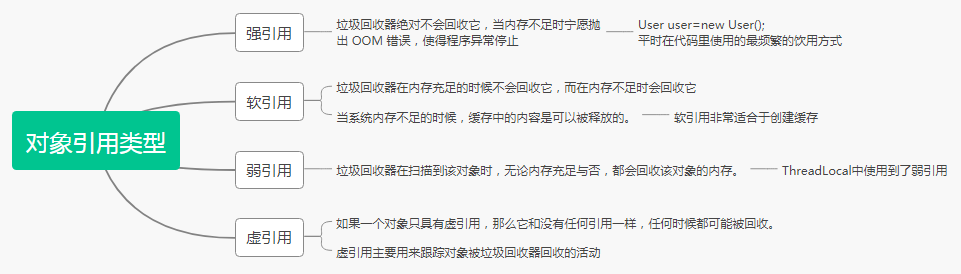 对象引用类型
强引用
垃圾回收器绝对不会回收它，当内存不足时宁愿抛
出 OOM 错误，使得程序异常停止
User user=new User();
平时在代码里使用的最频繁的饮用方式
软引用
垃圾回收器在内存充足的时候不会回收它，而在内存不足时会回收它
当系统内存不足的时候，缓存中的内容是可以被释放的。
软引用非常适合于创建缓存
弱引用
垃圾回收器在扫描到该对象时，无论内存充足与否，都会回收该对象的内存。
ThreadLocal中使用到了弱引用
虚引用
如果一个对象只具有虚引用，那么它和没有任何引用一样，任何时候都可能被回收。
虚引用主要用来跟踪对象被垃圾回收器回收的活动